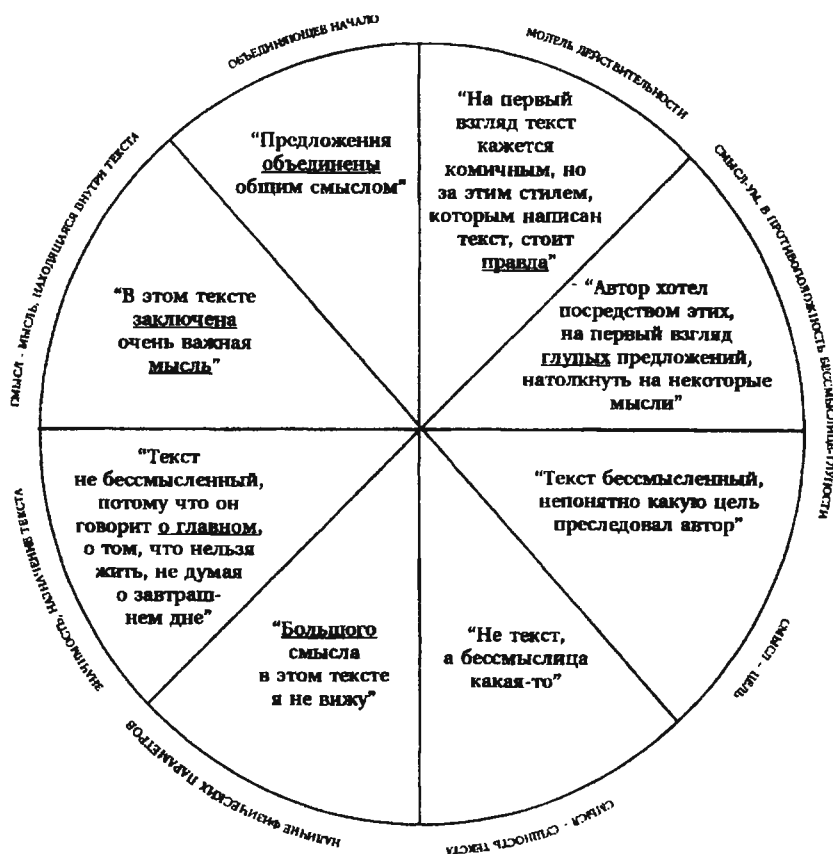 ОБЪЕДИНЯЮЩЕЕ НАЧАЛО
“Предложения
объединены
общим смыслом”
МОДЕЛЬ ДЕЙСТВИТЕЛЬНОСТИ
“На первый
взгляд текст
кажется
комичным, но
за этим стилем,
которым написан
текст, стоит
правда”
СМЫСЛ-УМ, В ПРОТИВОПОЛОЖНОСТЬ БЕССМЫСЛИЦЕ-ГЛУПОСТИ
“Автор хотел
посредством этих,
на первый взгляд
глупых предложений,
натолкнуть на некоторые
мысли”
СМЫСЛ - ЦЕЛЬ
“Текст бессмысленный,
непонятно какую цель
преследовал автор”
СМЫСЛ - СУЩНОСТЬ ТЕКСТА
“Не текст,
а бессмыслица
какая-то”
НАЛИЧИЕ ФИЗИЧЕСКИХ ПАРАМЕТРОВ
“Большого
смысла
в этом тексте
я не вижу”
ЗНАЧИМОСТЬ, НАЗНАЧЕНИЕ ТЕКСТА
“Текст
не бессмысленный,
потому что он
говорит о главном,
о том, что нельзя
жить, не думая
о завтраш-
нем дне”
СМЫСЛ - МЫСЛЬ, НАХОДЯЩАЯСЯ ВНУТРИ ТЕКСТА
“В этом тексте
заключена
очень важная
мысль”